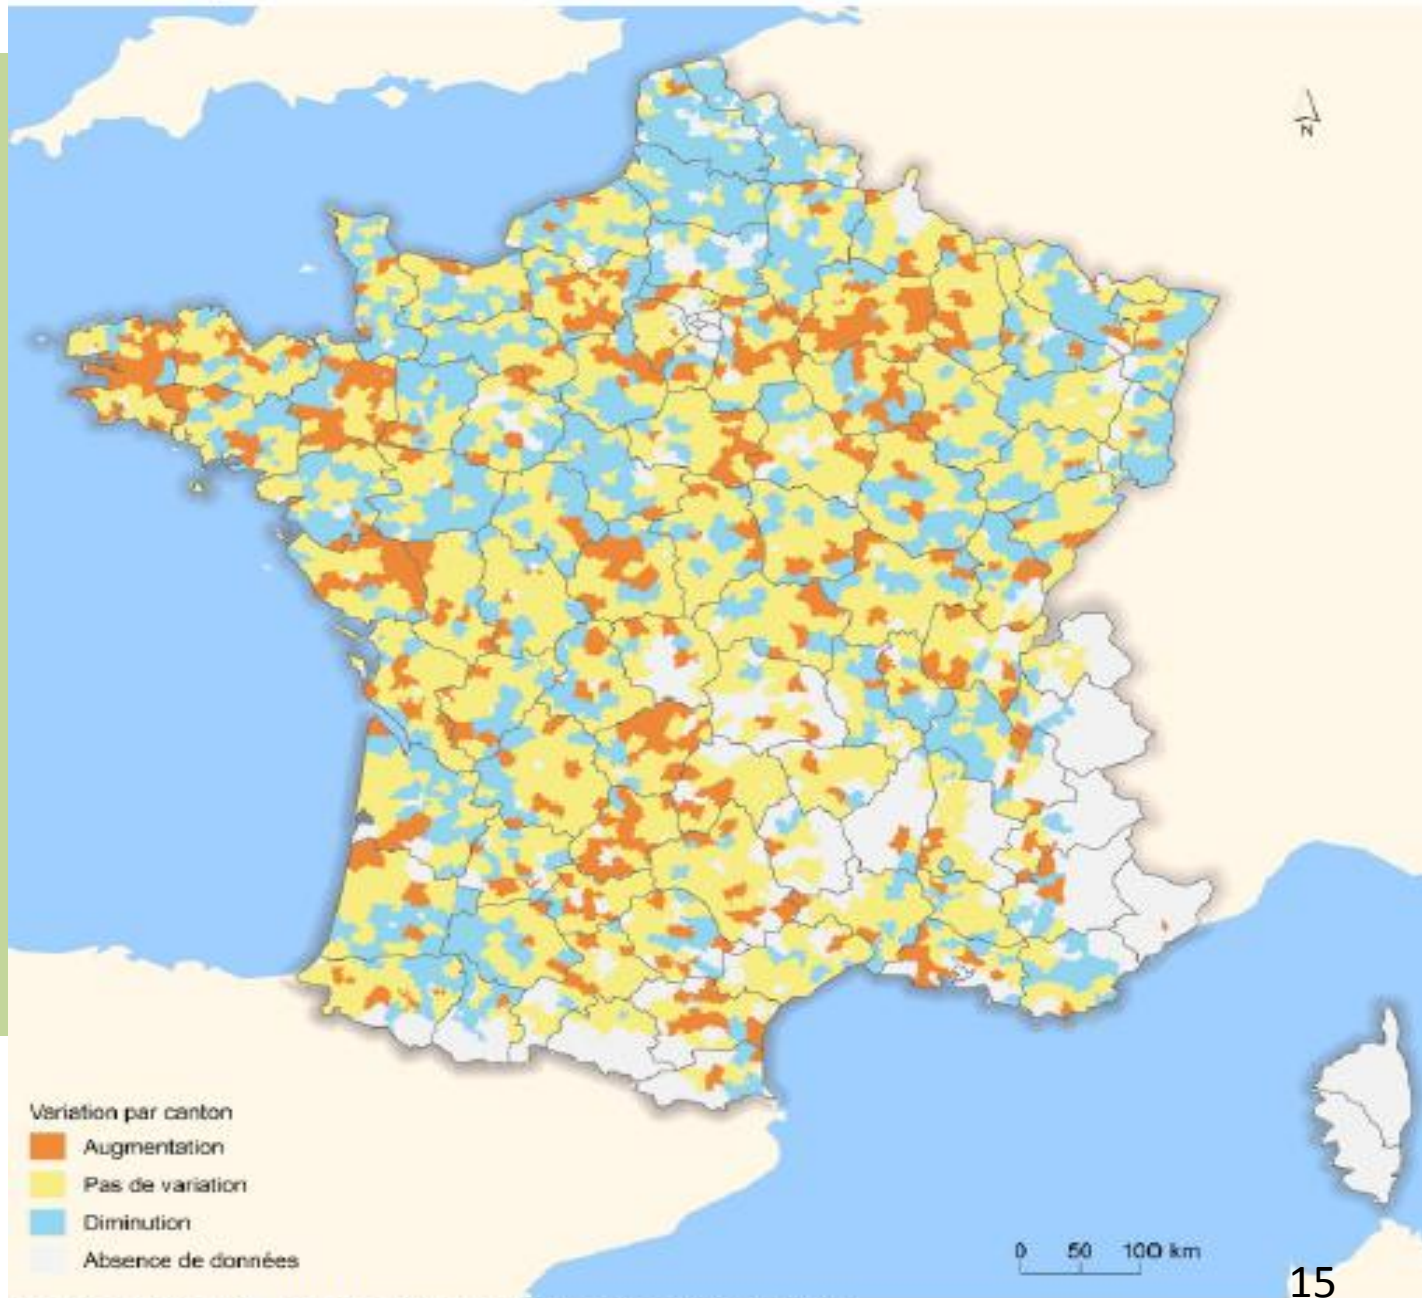 N
Variation par canton
Augmentation
Pas de variation
Diminution
Absence de données
0 50 100 km
15